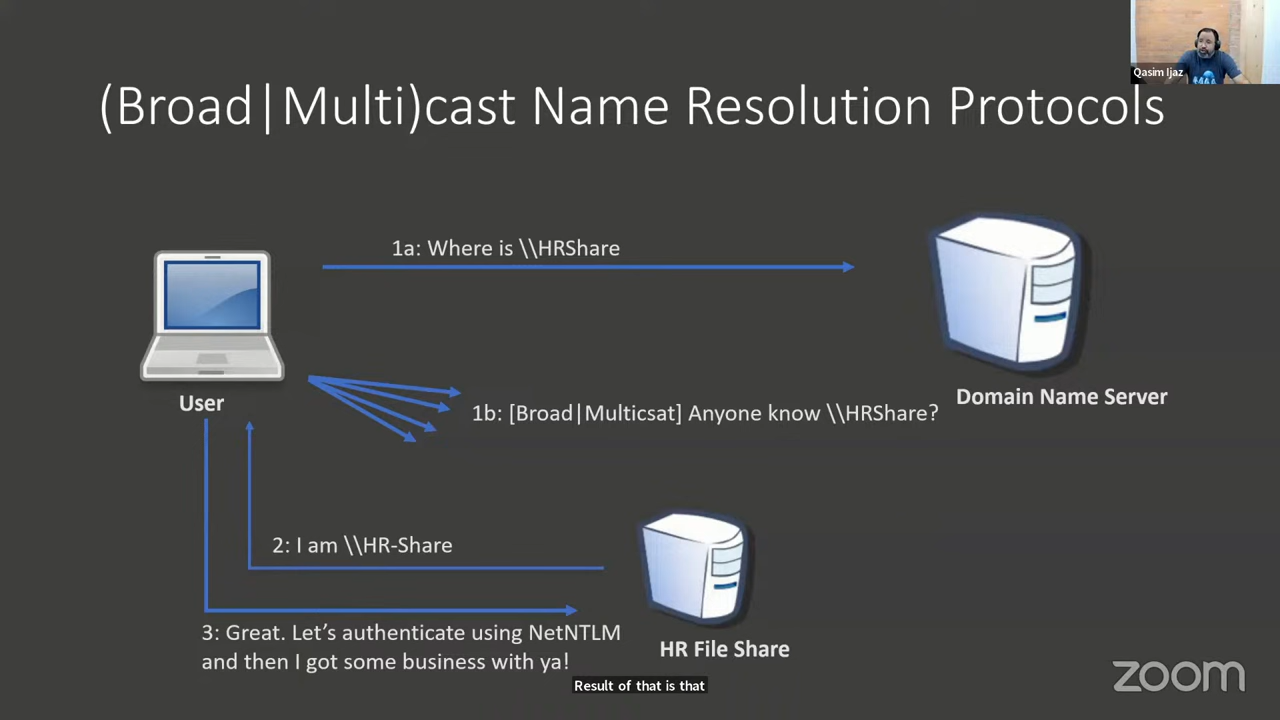 Qasim Ijaz
(Broad|Multi)cast Name Resolution Protocols
1a: Where is \\HRShare
User
1b: [Broad|Multicsat] Anyone know \\HRShare?
Domain Name Server
2: I am \\HR-Share
3: Great. Let’s authenticate using NetNTLM
and then I got some business with ya!
HR File Share
Result of that is that
zoom